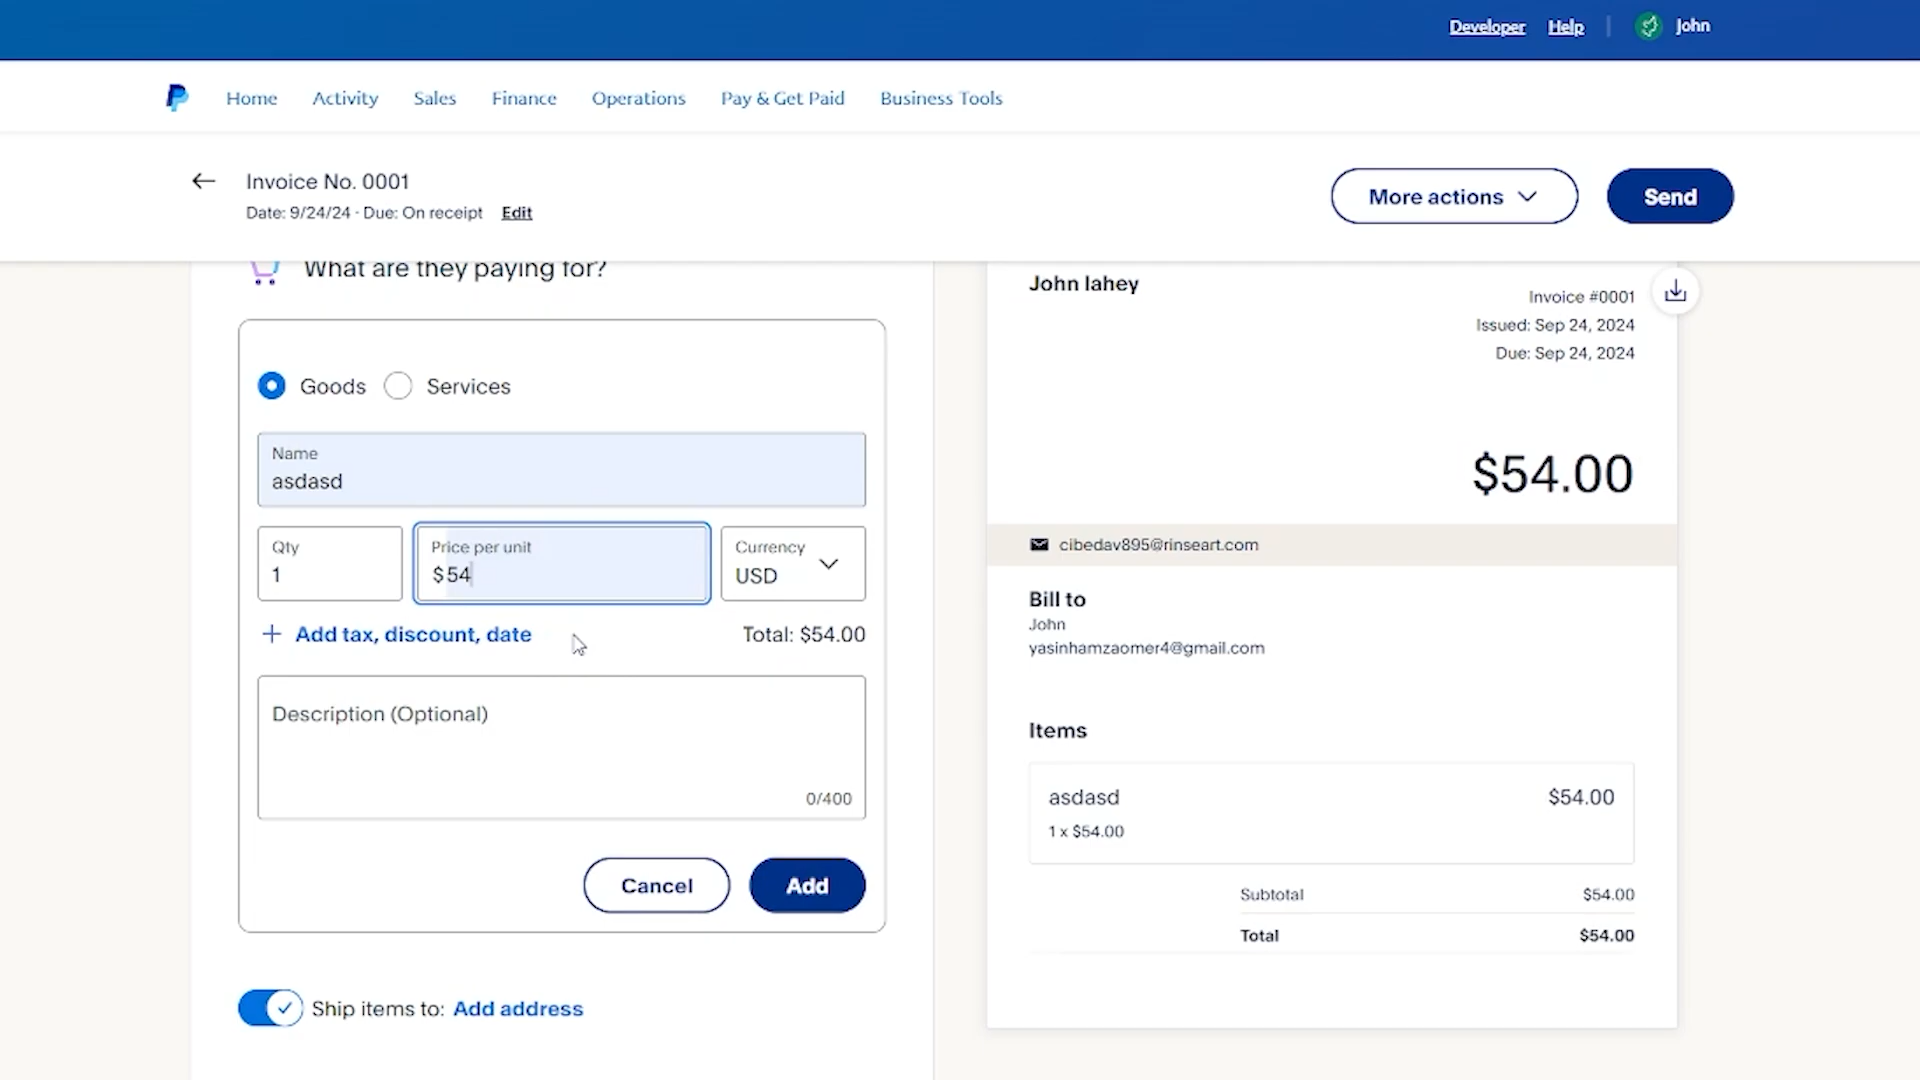 Developer Help John
Home Activity Sales Finance Operations Pay & Get Paid Business Tools
Invoice No. 0001
Date: 9/24/24 · Due: On receipt Edit
More actions
Send
What are they paying for?
Goods Services
Name
asdasd
Qty
1
Price per unit
$54
Currency
USD
Add tax, discount, date
Total: $54.00
Description (Optional)
0/400
Cancel
Add
Ship items to: Add address
John lahey
Invoice #0001
Issued: Sep 24, 2024
Due: Sep 24, 2024
$54.00
cibedav895@rinseart.com
Bill to
John
yasinhamzaomer4@gmail.com
Items
asdasd $54.00
1 x $54.00
Subtotal $54.00
Total $54.00